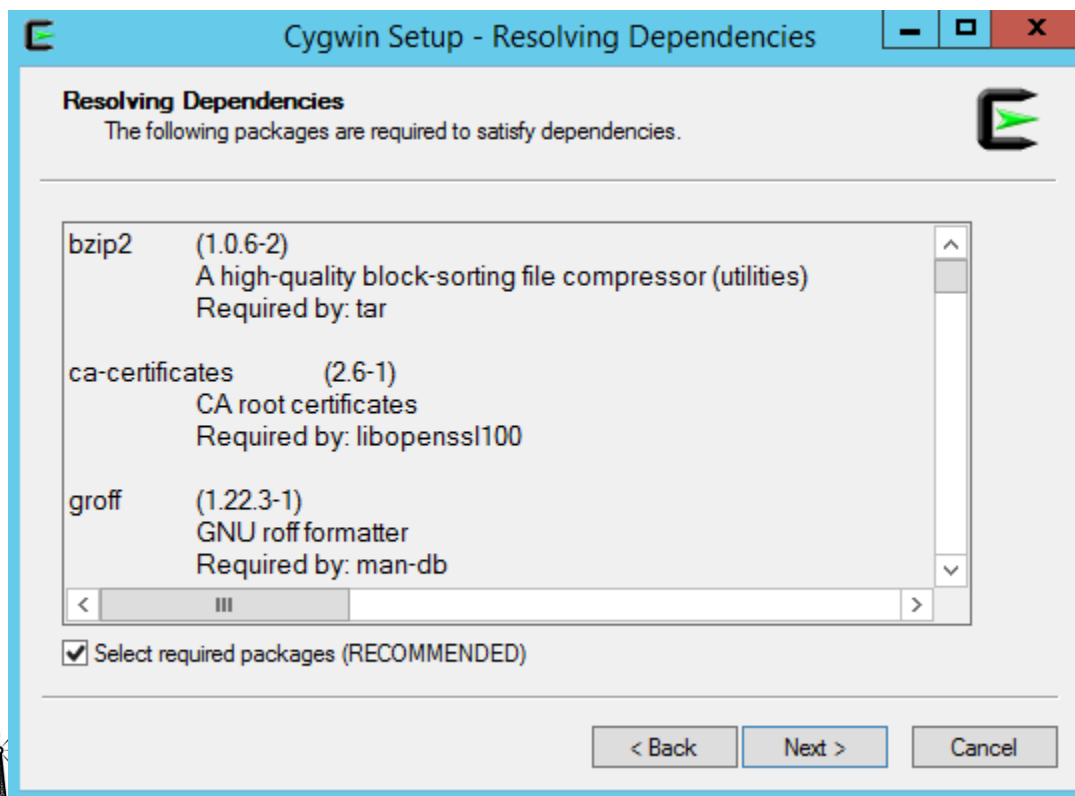 Cygwin Setup - Resolving Dependencies
Resolving Dependencies
The following packages are required to satisfy dependencies.
bzip2 (1.0.6-2)
A high-quality block-sorting file compressor (utilities)
Required by: tar
ca-certificates (2.6-1)
CA root certificates
Required by: libopenssl100
groff (1.22.3-1)
GNU roff formatter
Required by: man-db
Select required packages (RECOMMENDED)
< Back Next > Cancel